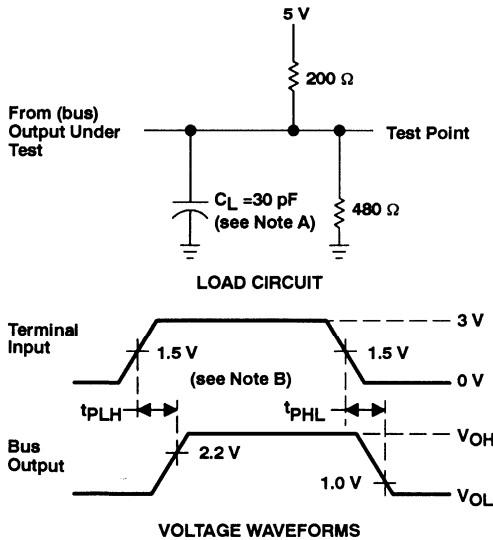 5 V
200 Ω
From (bus)
Output Under
Test
Test Point
C_L =30 pF
(see Note A)
480 Ω
LOAD CIRCUIT
Terminal
Input
3 V
1.5 V
1.5 V
(see Note B)
0 V
t_PLH
t_PHL
Bus
Output
V_OH
2.2 V
1.0 V
V_OL
VOLTAGE WAVEFORMS